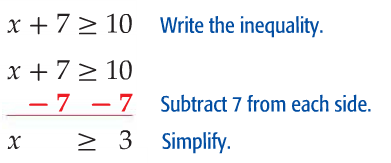 x + 7 ≥ 10 Write the inequality.
x + 7 ≥ 10
− 7 − 7 Subtract 7 from each side.
x ≥ 3 Simplify.